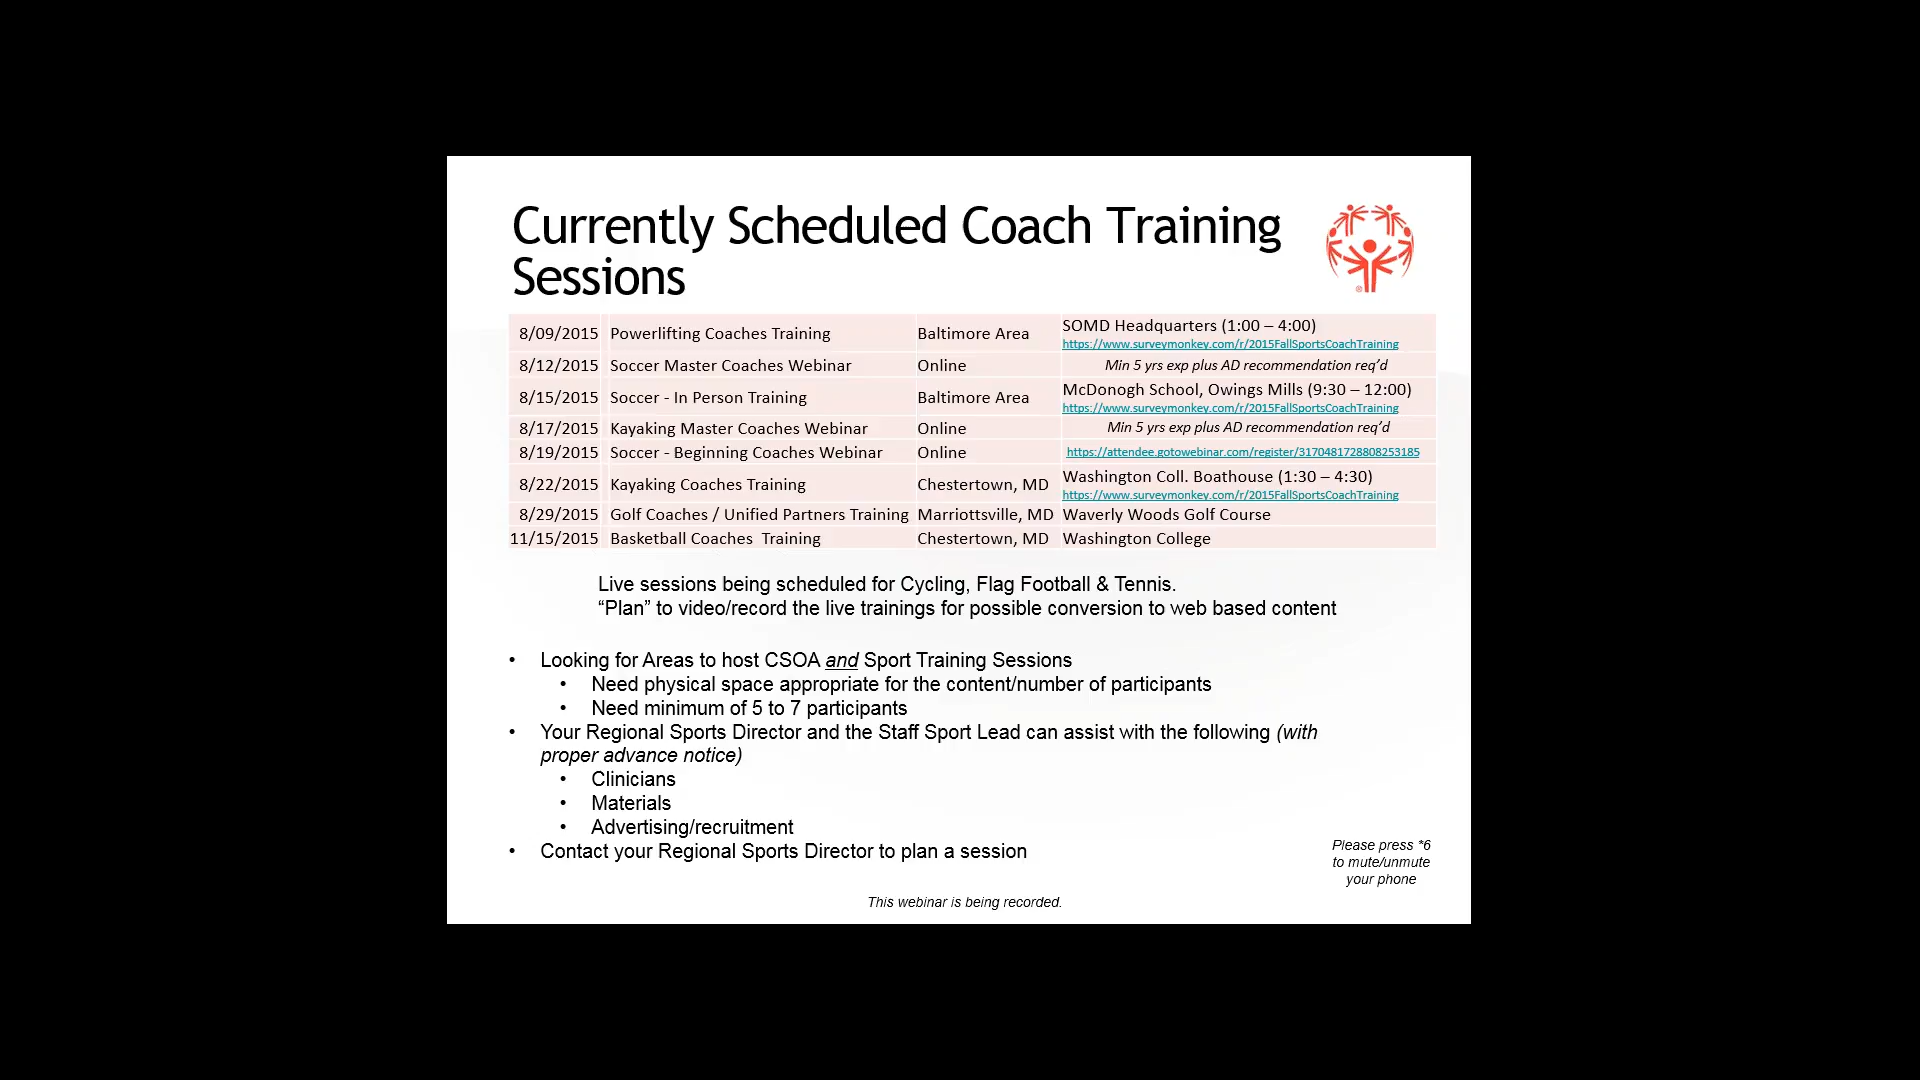 Currently Scheduled Coach Training
Sessions
8/09/2015 Powerlifting Coaches Training Baltimore Area SOMD Headquarters (1:00 – 4:00)
https://www.surveymonkey.com/r/2015FallSportsCoachTraining
8/12/2015 Soccer Master Coaches Webinar Online Min 5 yrs exp plus AD recommendation req’d
8/15/2015 Soccer - In Person Training Baltimore Area McDonogh School, Owings Mills (9:30 – 12:00)
https://www.surveymonkey.com/r/2015FallSportsCoachTraining
8/17/2015 Kayaking Master Coaches Webinar Online Min 5 yrs exp plus AD recommendation req’d
8/19/2015 Soccer - Beginning Coaches Webinar Online https://attendee.gotowebinar.com/register/3170481728808253185
8/22/2015 Kayaking Coaches Training Chestertown, MD Washington Coll. Boathouse (1:30 – 4:30)
https://www.surveymonkey.com/r/2015FallSportsCoachTraining
8/29/2015 Golf Coaches / Unified Partners Training Marriottsville, MD Waverly Woods Golf Course
11/15/2015 Basketball Coaches  Training Chestertown, MD Washington College
Live sessions being scheduled for Cycling, Flag Football & Tennis.
“Plan” to video/record the live trainings for possible conversion to web based content
• Looking for Areas to host CSOA and Sport Training Sessions
• Need physical space appropriate for the content/number of participants
• Need minimum of 5 to 7 participants
• Your Regional Sports Director and the Staff Sport Lead can assist with the following (with
proper advance notice)
• Clinicians
• Materials
• Advertising/recruitment
• Contact your Regional Sports Director to plan a session
Please press *6
to mute/unmute
your phone
This webinar is being recorded.